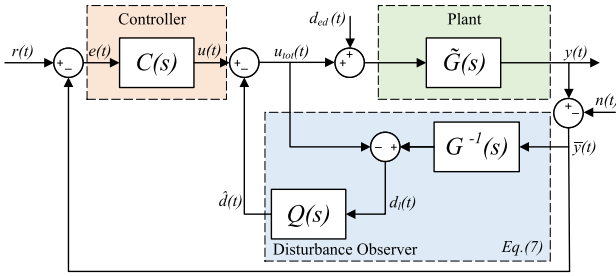 Controller
Plant
d_ed(t)
r(t)
+
−
e(t)
C(s)
u(t)
+
−
u_tot(t)
+
+
G̃(s)
y(t)
+
−
n(t)
ȳ(t)
−
+
G⁻¹(s)
d̂(t)
Q(s)
d_l(t)
Disturbance Observer
Eq.(7)